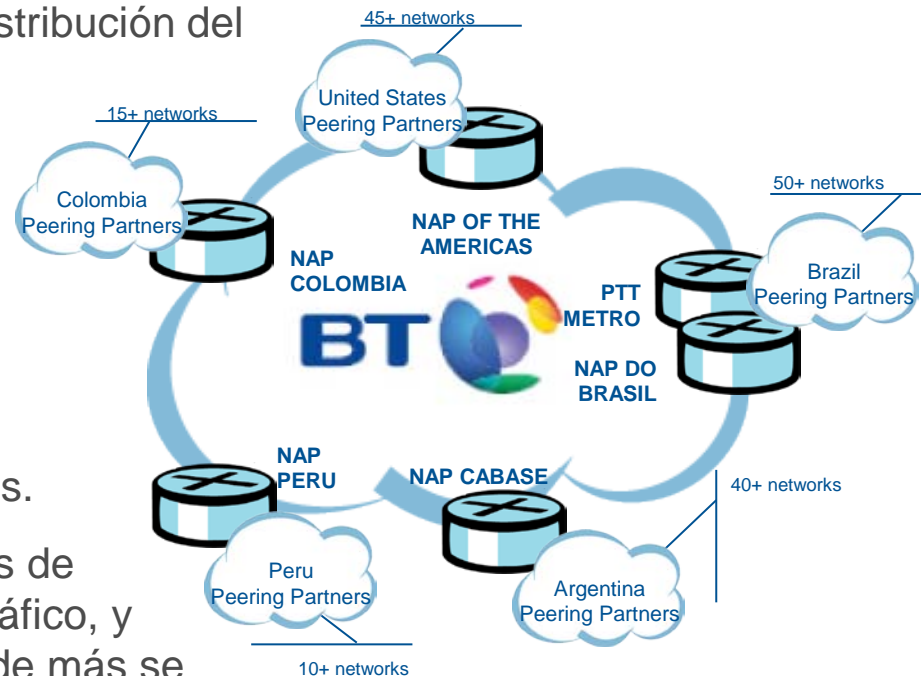 stribución del
45+ networks
United States
Peering Partners
15+ networks
Colombia
Peering Partners
50+ networks
NAP OF THE
AMERICAS
NAP
COLOMBIA
Brazil
Peering Partners
PTT
METRO
BT
NAP DO
BRASIL
NAP
PERU
NAP CABASE
40+ networks
s.
s de
Peru
Peering Partners
Argentina
Peering Partners
áfico, y
de más se
10+ networks